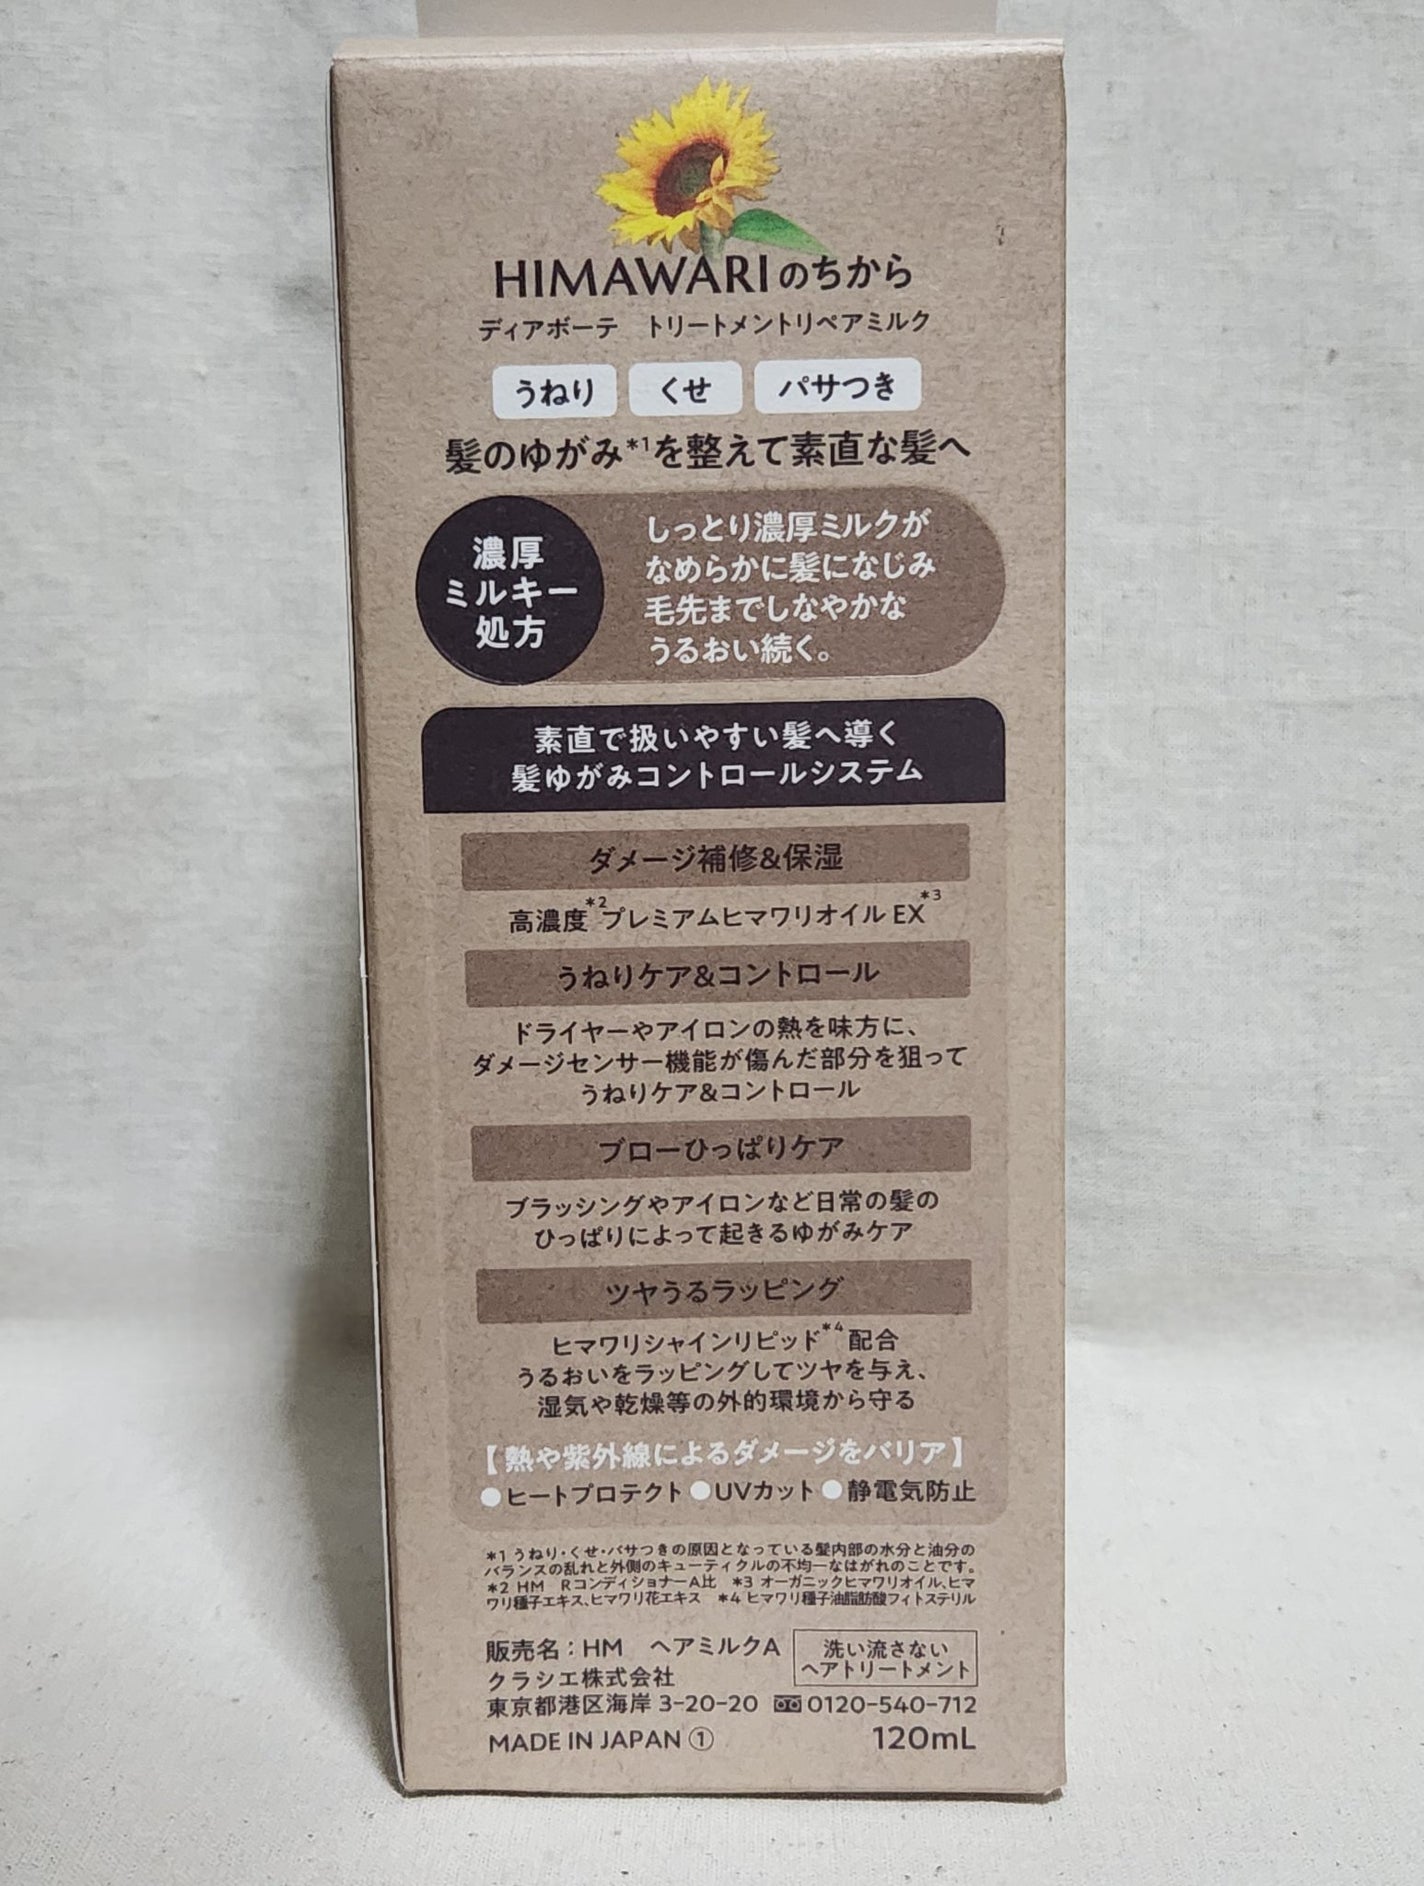 HIMAWARIのちから
ディアボーテ　トリートメントリペアミルク
うねり くせ パサつき
髪のゆがみ*1を整えて素直な髪へ
濃厚
ミルキー
処方
しっとり濃厚ミルクが
なめらかに髪になじみ
毛先までしなやかな
うるおい続く。
素直で扱いやすい髪へ導く
髪ゆがみコントロールシステム
ダメージ補修&保湿
高濃度*2プレミアムヒマワリオイル EX*3
うねりケア&コントロール
ドライヤーやアイロンの熱を味方に、
ダメージセンサー機能が傷んだ部分を狙って
うねりケア&コントロール
ブローひっぱりケア
ブラッシングやアイロンなど日常の髪の
ひっぱりによって起きるゆがみケア
ツヤうるラッピング
ヒマワリシャインリピッド*4 配合
うるおいをラッピングしてツヤを与え、
湿気や乾燥等の外的環境から守る
【熱や紫外線によるダメージをバリア】
●ヒートプロテクト ●UVカット ●静電気防止
*1 うねり・くせ・パサつきの原因となっている髪内部の水分と油分の
バランスの乱れと外側のキューティクルの不均一なはがれのことです。
*2 HM　RコンディショナーA比　*3 オーガニックヒマワリオイル、ヒマ
ワリ種子エキス、ヒマワリ花エキス　*4 ヒマワリ種子油脂肪酸フィトステリル
販売名：HM　ヘアミルクA
洗い流さない
ヘアトリートメント
クラシエ株式会社
東京都港区海岸 3-20-20 0120-540-712
MADE IN JAPAN ① 120mL